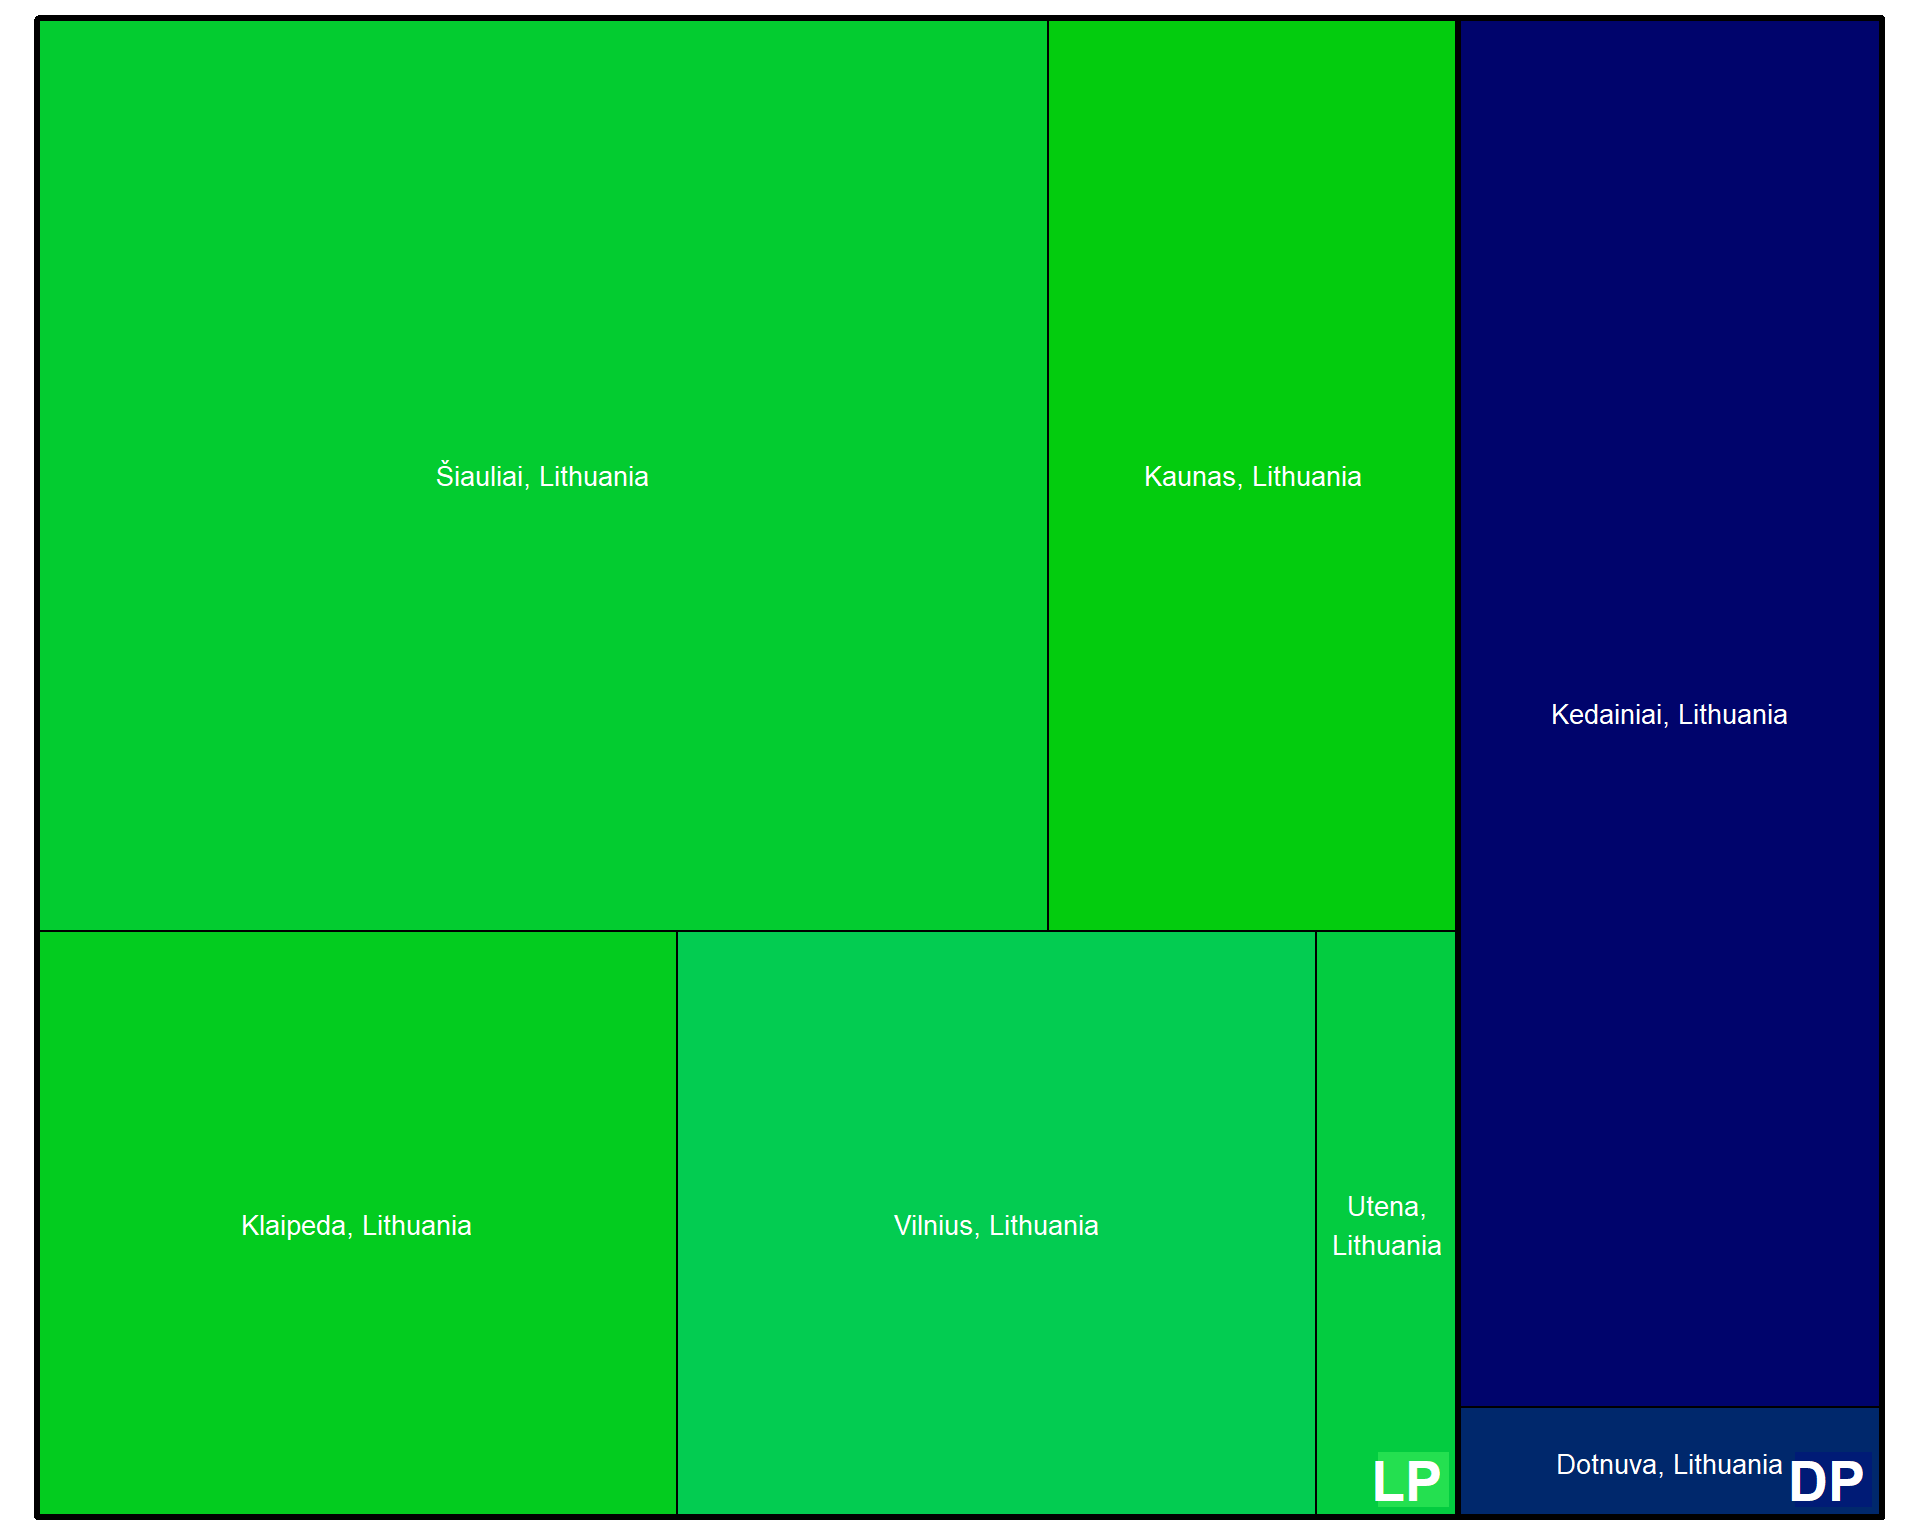 Šiauliai, Lithuania
Kaunas, Lithuania
Kedainiai, Lithuania
Klaipeda, Lithuania
Vilnius, Lithuania
Utena,
Lithuania
LP
Dotnuva, Lithuania
DP